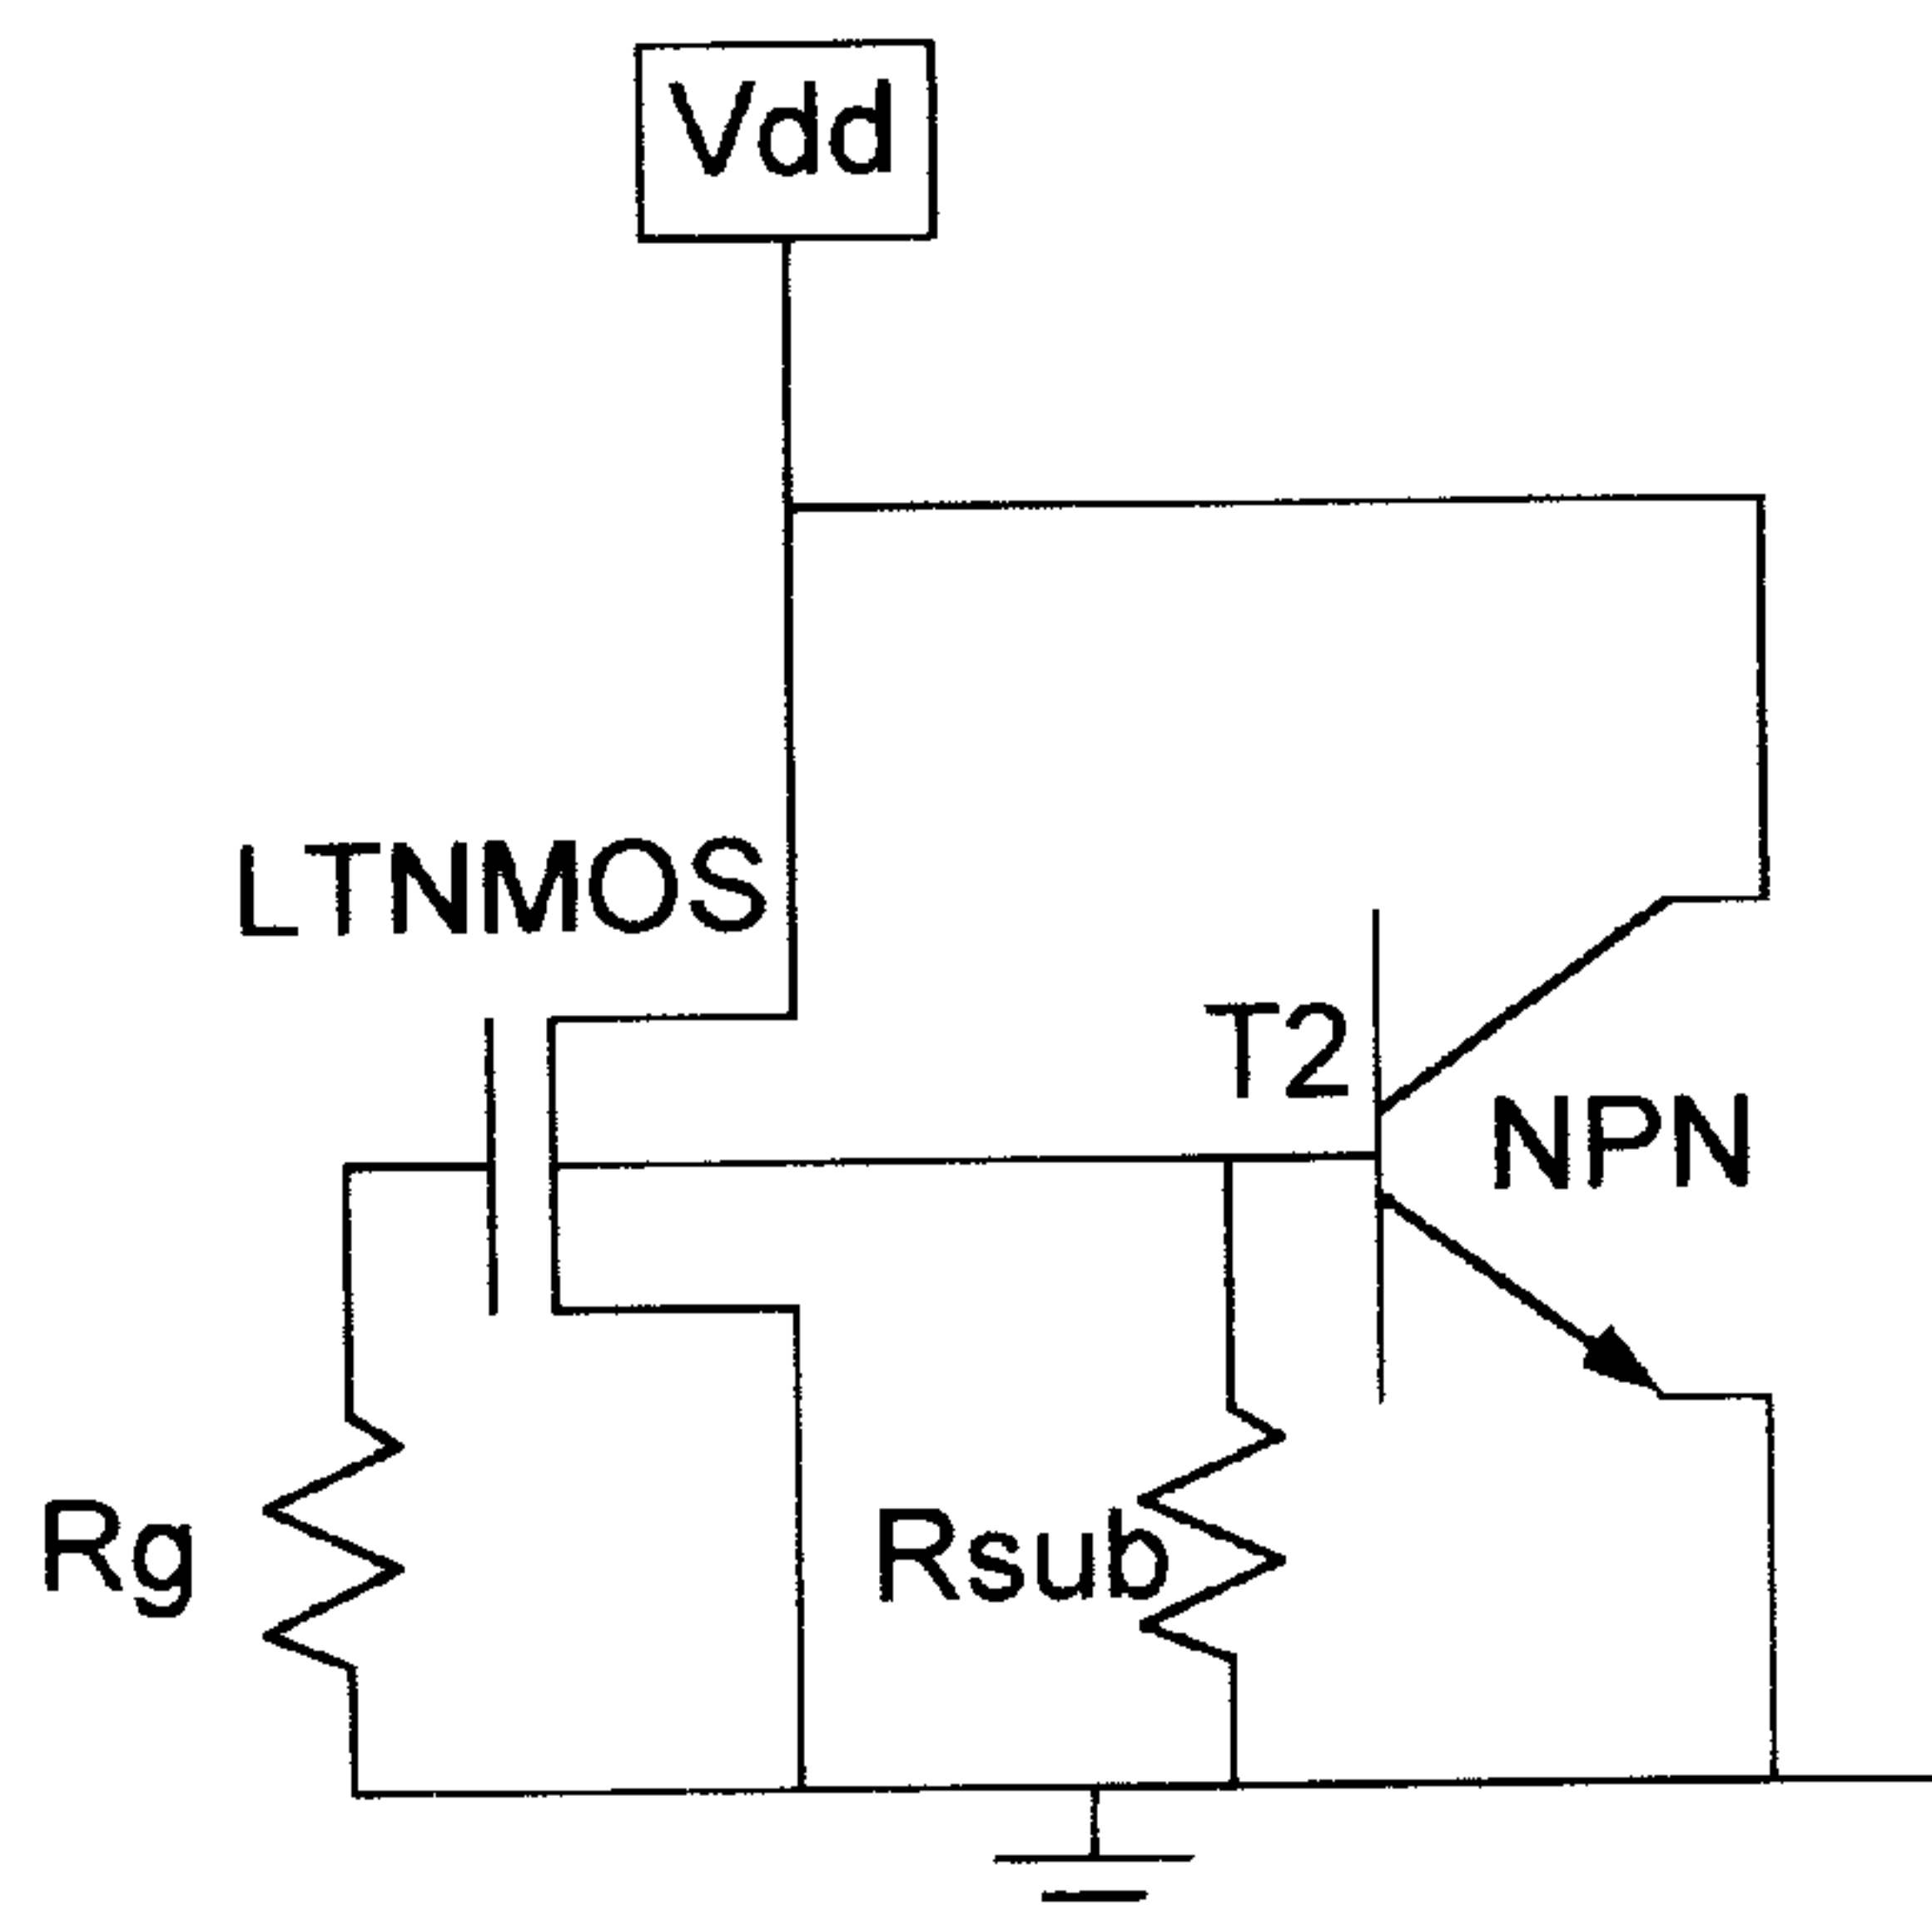 Vdd
LTNMOS
T2
NPN
Rg
Rsub